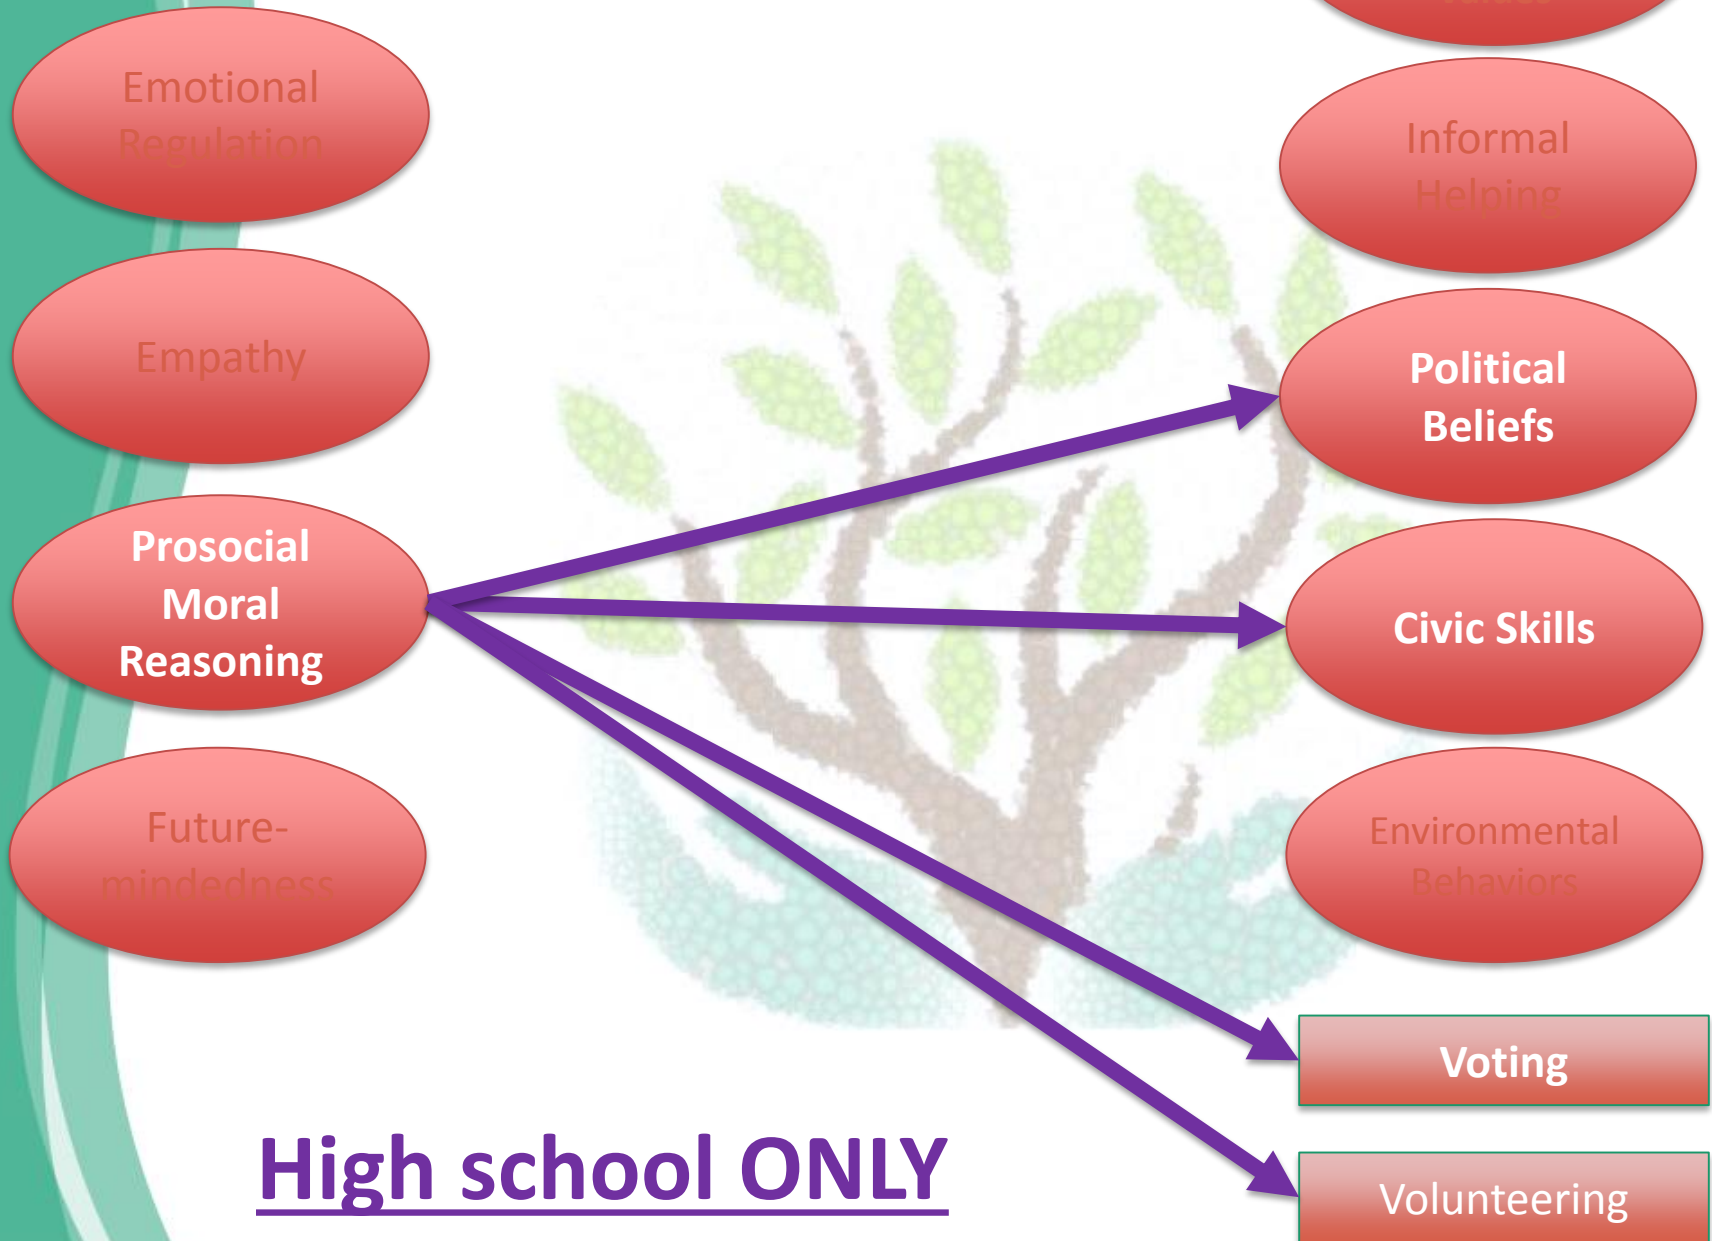 Emotional
Regulation
Empathy
Prosocial
Moral
Reasoning
Future-
mindedness
High school ONLY
Values
Informal
Helping
Political
Beliefs
Civic Skills
Environmental
Behaviors
Voting
Volunteering